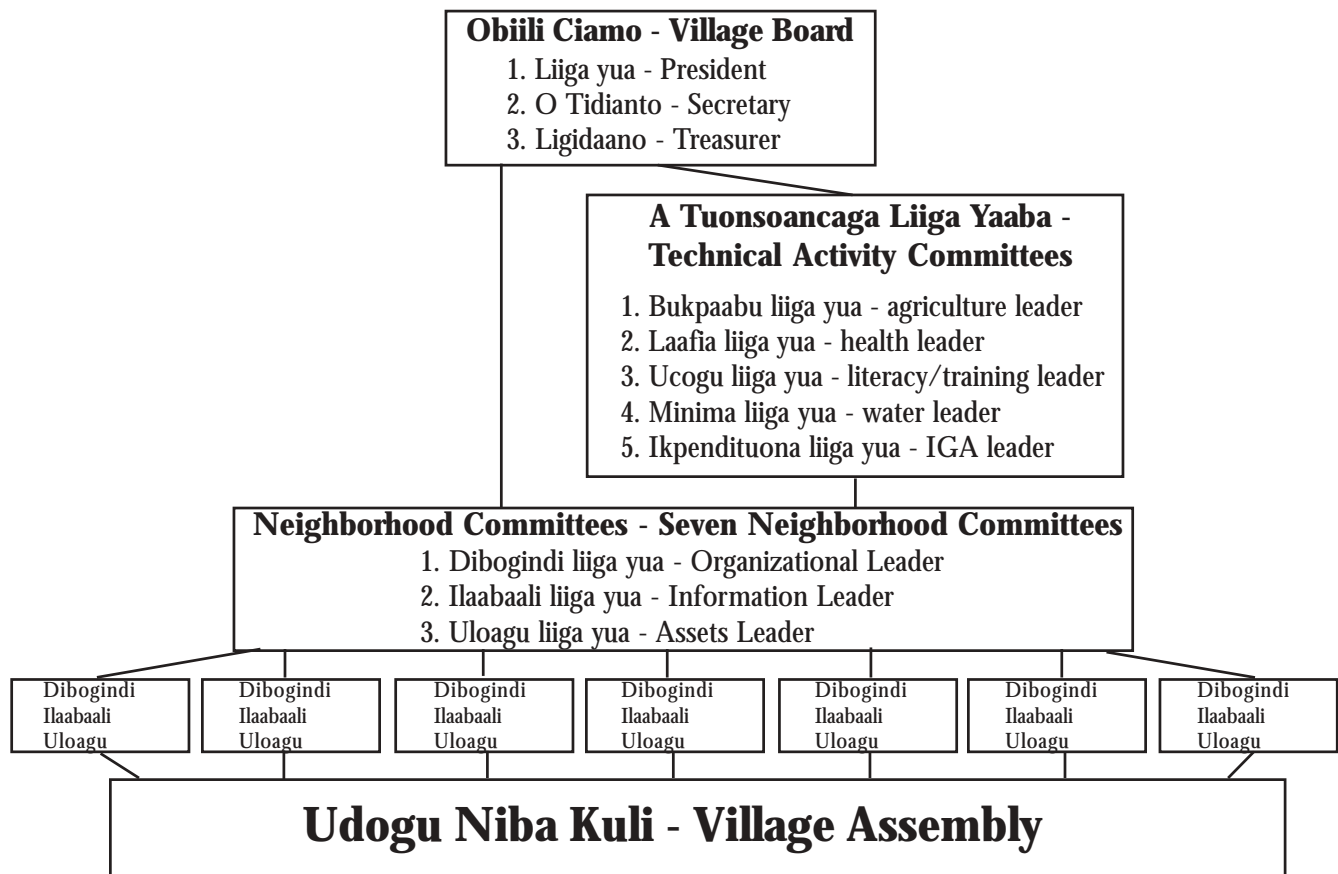 Obiili Ciamo - Village Board
1. Liiga yua - President
2. O Tidianto - Secretary
3. Ligidaano - Treasurer
A Tuonsoancaga Liiga Yaaba -
Technical Activity Committees
1. Bukpaabu liiga yua - agriculture leader
2. Laafia liiga yua - health leader
3. Ucogu liiga yua - literacy/training leader
4. Minima liiga yua - water leader
5. Ikpendituona liiga yua - IGA leader
Neighborhood Committees - Seven Neighborhood Committees
1. Dibogindi liiga yua - Organizational Leader
2. Ilaabaali liiga yua - Information Leader
3. Uloagu liiga yua - Assets Leader
Dibogindi
Ilaabaali
Uloagu
Dibogindi
Ilaabaali
Uloagu
Dibogindi
Ilaabaali
Uloagu
Dibogindi
Ilaabaali
Uloagu
Dibogindi
Ilaabaali
Uloagu
Dibogindi
Ilaabaali
Uloagu
Dibogindi
Ilaabaali
Uloagu
Udogu Niba Kuli - Village Assembly